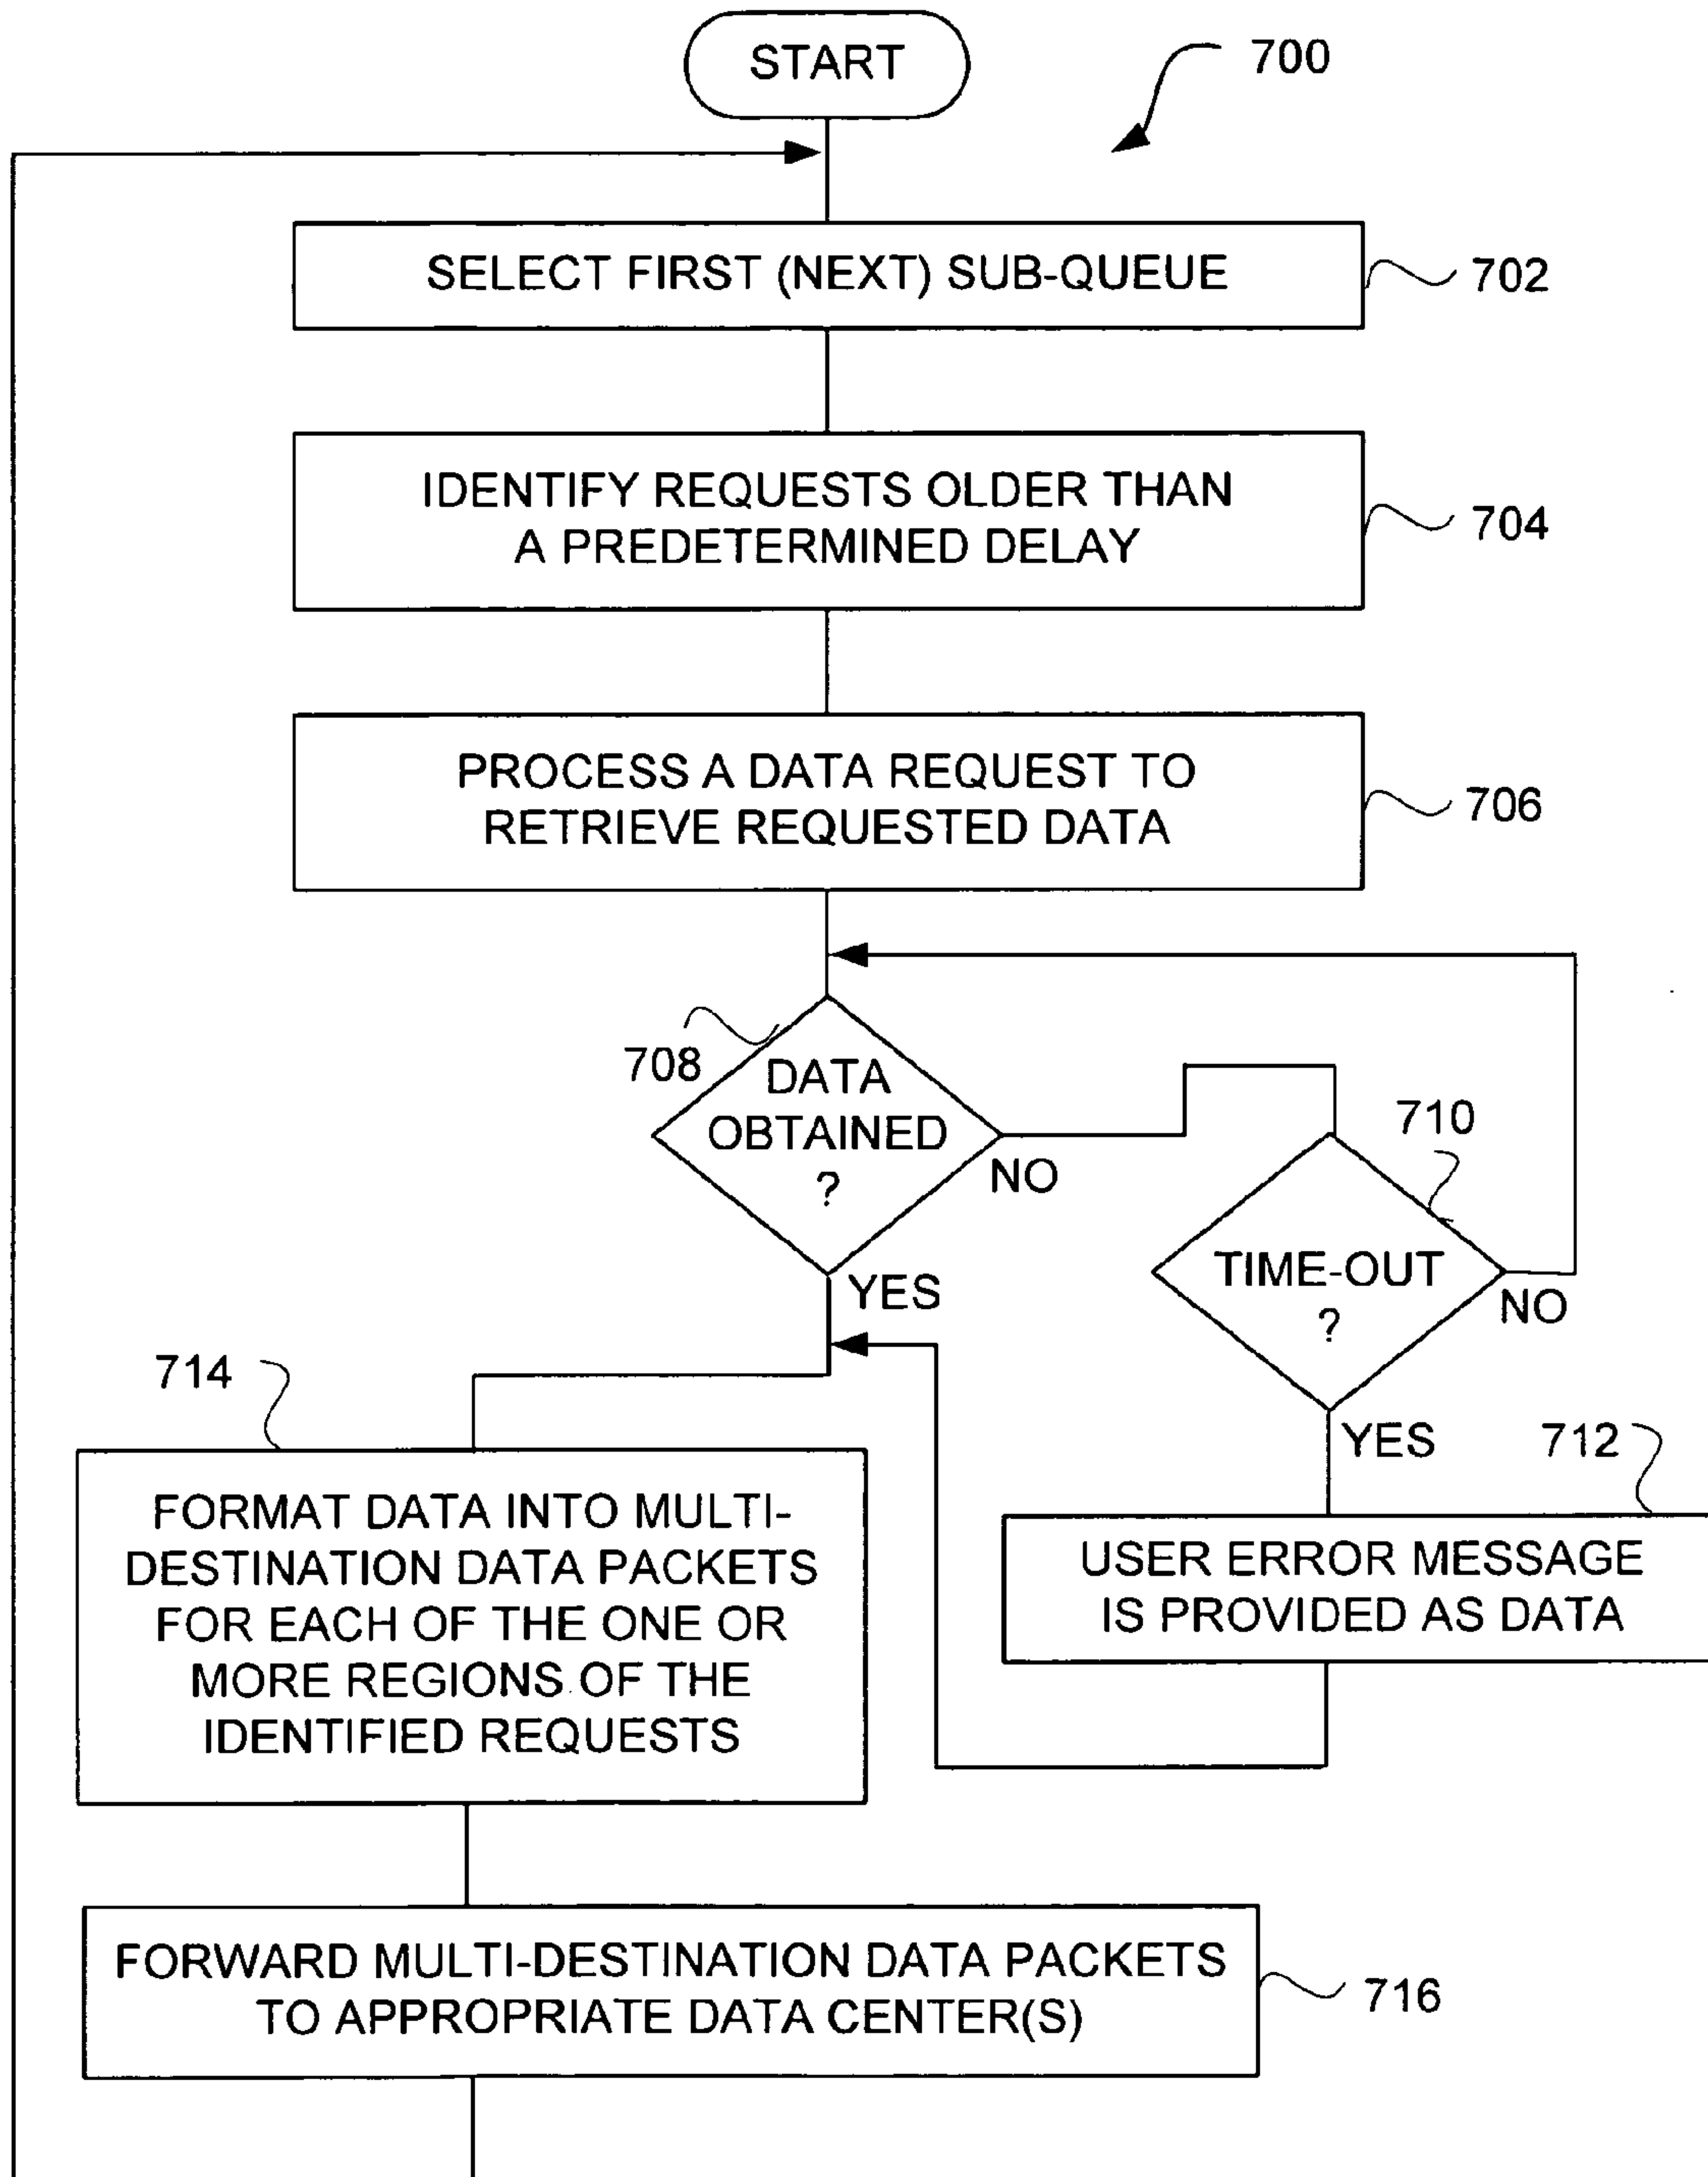 START
700
SELECT FIRST (NEXT) SUB-QUEUE
702
IDENTIFY REQUESTS OLDER THAN
A PREDETERMINED DELAY
704
PROCESS A DATA REQUEST TO
RETRIEVE REQUESTED DATA
706
708
DATA
OBTAINED
?
NO
YES
710
TIME-OUT
?
NO
YES
712
USER ERROR MESSAGE
IS PROVIDED AS DATA
714
FORMAT DATA INTO MULTI-
DESTINATION DATA PACKETS
FOR EACH OF THE ONE OR
MORE REGIONS OF THE
IDENTIFIED REQUESTS
FORWARD MULTI-DESTINATION DATA PACKETS
TO APPROPRIATE DATA CENTER(S)
716